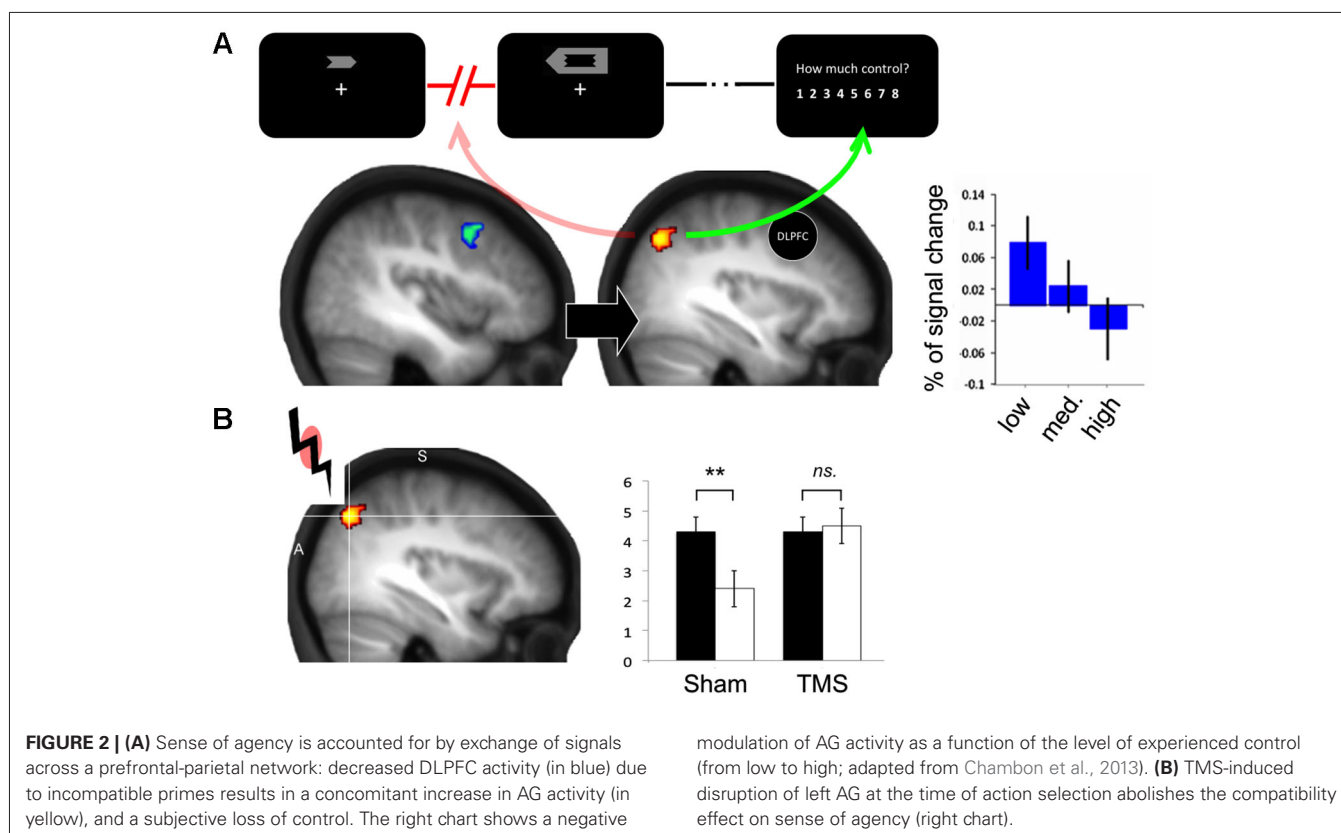 A
+
+
How much control?
1 2 3 4 5 6 7 8
DLPFC
% of signal change
0.14
0.1
0.06
0.02
-0.02
-0.06
-0.1
low
med.
high
B
S
A
**
ns.
6
5
4
3
2
1
0
Sham
TMS
FIGURE 2 | (A) Sense of agency is accounted for by exchange of signals
across a prefrontal-parietal network: decreased DLPFC activity (in blue) due
to incompatible primes results in a concomitant increase in AG activity (in
yellow), and a subjective loss of control. The right chart shows a negative
modulation of AG activity as a function of the level of experienced control
(from low to high; adapted from Chambon et al., 2013). (B) TMS-induced
disruption of left AG at the time of action selection abolishes the compatibility
effect on sense of agency (right chart).